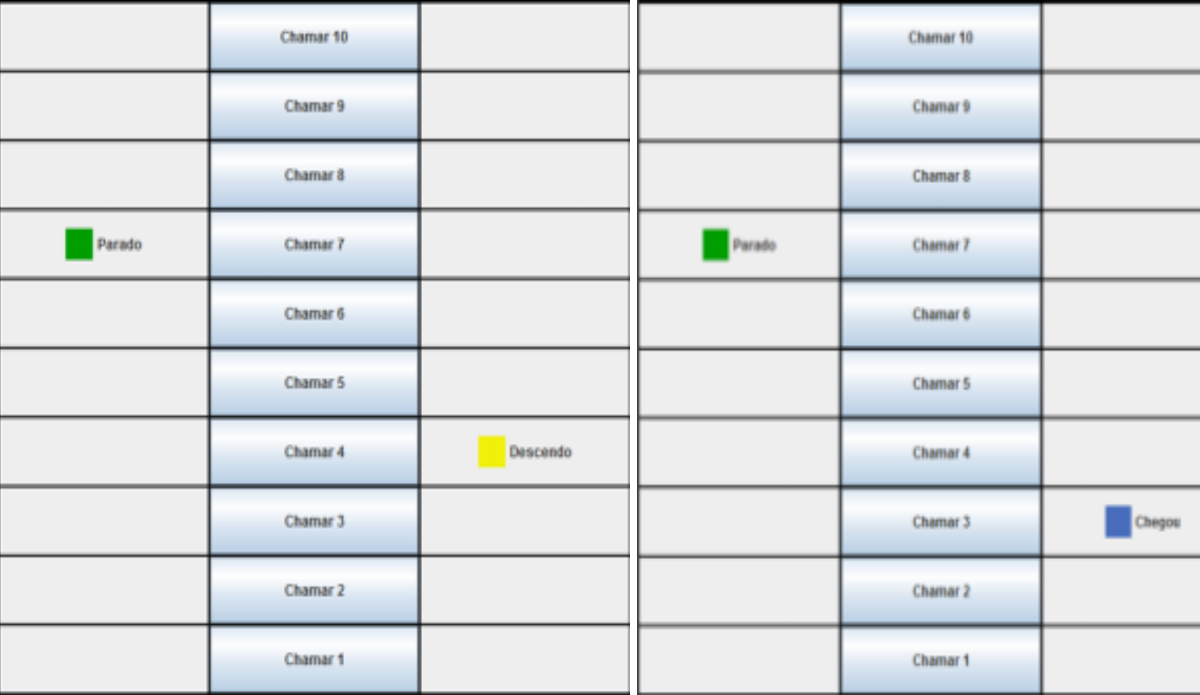 Chamar 10
Chamar 9
Chamar 8
Parado Chamar 7
Chamar 6
Chamar 5
Chamar 4 Descendo
Chamar 3
Chamar 2
Chamar 1
Chamar 10
Chamar 9
Chamar 8
Parado Chamar 7
Chamar 6
Chamar 5
Chamar 4
Chamar 3 Chegou
Chamar 2
Chamar 1